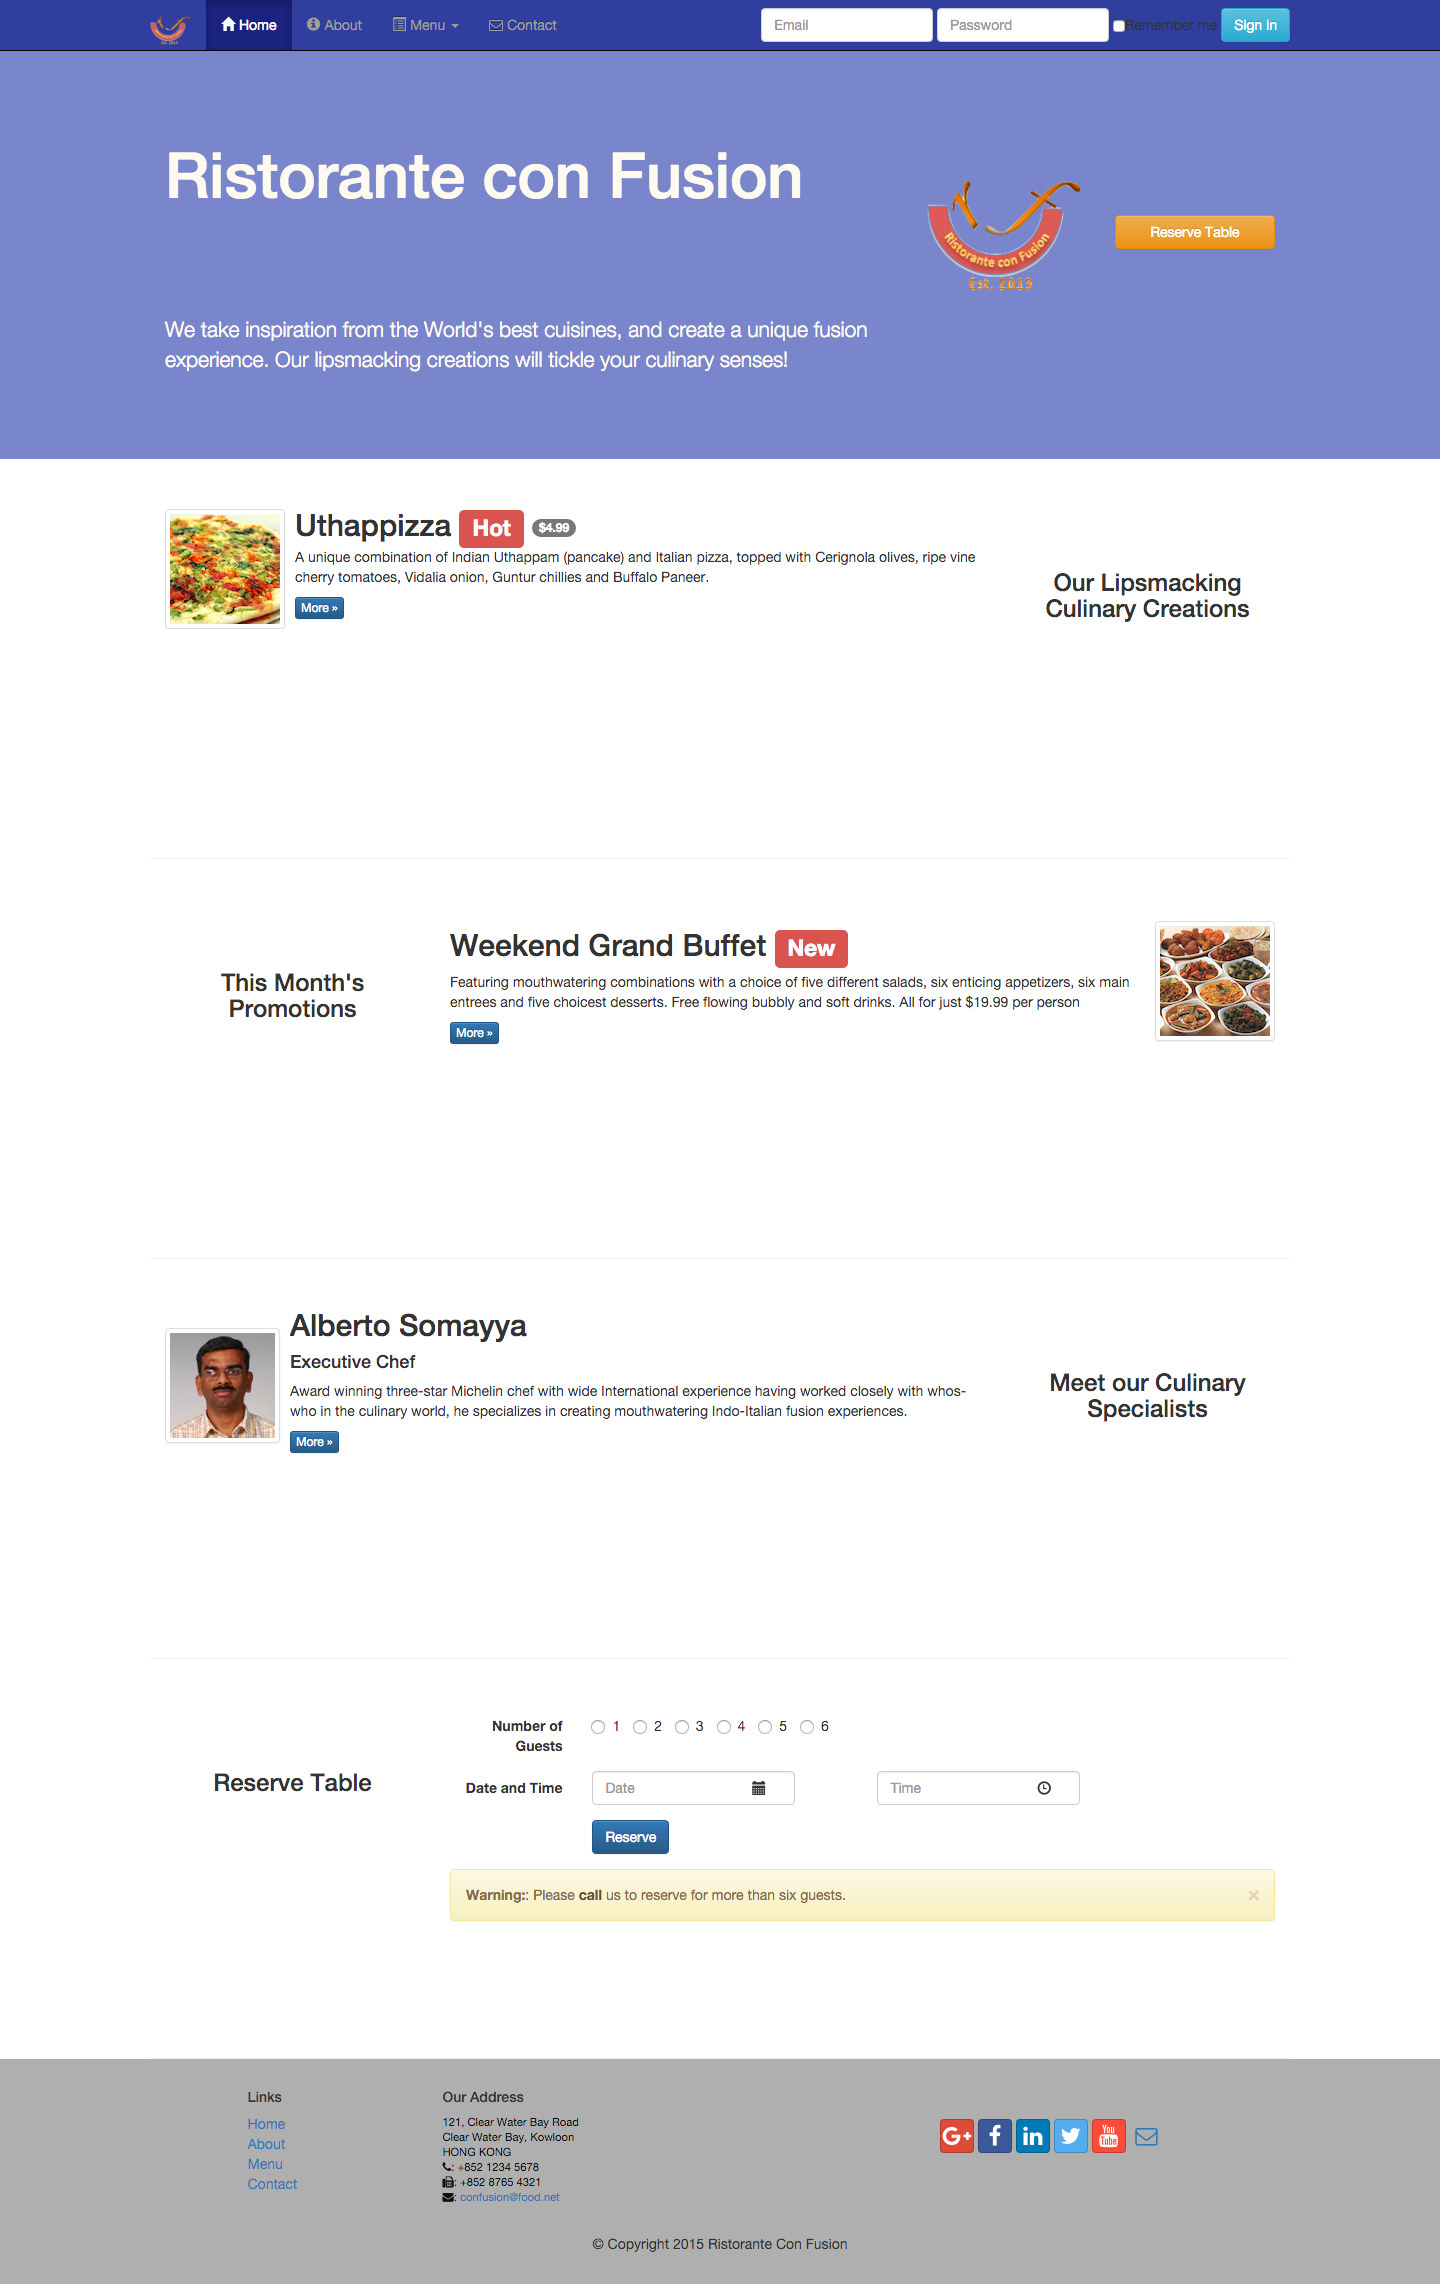 Home About Menu Contact Email Password Remember me Sign in
Ristorante con Fusion
Ristorante con Fusion
Est. 2013
Reserve Table
We take inspiration from the World's best cuisines, and create a unique fusion
experience. Our lipsmacking creations will tickle your culinary senses!
Uthappizza Hot $4.99
A unique combination of Indian Uthappam (pancake) and Italian pizza, topped with Cerignola olives, ripe vine
cherry tomatoes, Vidalia onion, Guntur chillies and Buffalo Paneer.
More »
Our Lipsmacking
Culinary Creations
This Month's
Promotions
Weekend Grand Buffet New
Featuring mouthwatering combinations with a choice of five different salads, six enticing appetizers, six main
entrees and five choicest desserts. Free flowing bubbly and soft drinks. All for just $19.99 per person
More »
Alberto Somayya
Executive Chef
Award winning three-star Michelin chef with wide International experience having worked closely with whos-
who in the culinary world, he specializes in creating mouthwatering Indo-Italian fusion experiences.
More »
Meet our Culinary
Specialists
Reserve Table
Number of
Guests
1 2 3 4 5 6
Date and Time Date Time
Reserve
Warning:: Please call us to reserve for more than six guests. ×
Links
Home
About
Menu
Contact
Our Address
121, Clear Water Bay Road
Clear Water Bay, Kowloon
HONG KONG
: +852 1234 5678
: +852 8765 4321
: confusion@food.net
G+ f in You Tube
© Copyright 2015 Ristorante Con Fusion